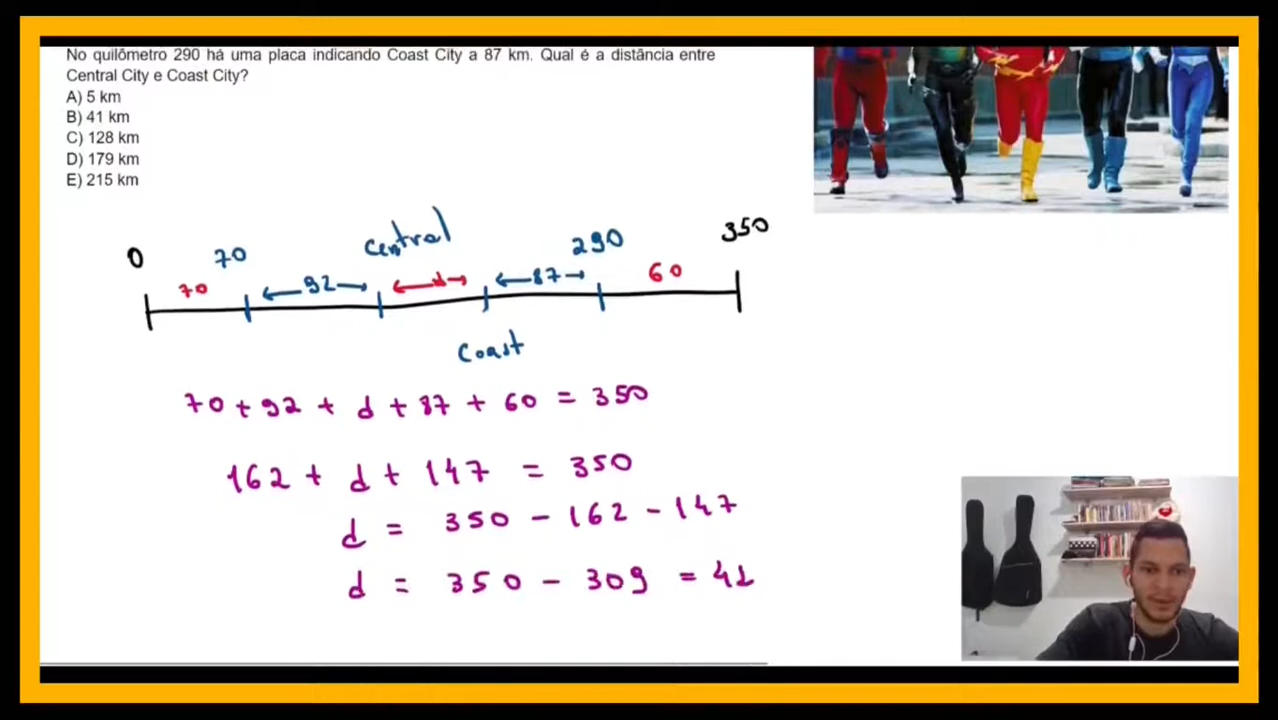 No quilômetro 290 há uma placa indicando Coast City a 87 km. Qual é a distância entre
Central City e Coast City?
A) 5 km
B) 41 km
C) 128 km
D) 179 km
E) 215 km
0 70 central 290 350
70 92 d 87 60
Coast
70 + 92 + d + 87 + 60 = 350
162 + d + 147 = 350
d = 350 - 162 - 147
d = 350 - 309 = 41